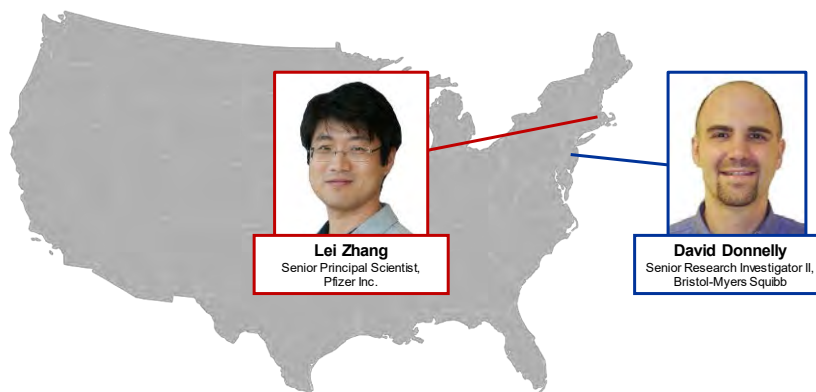 Lei Zhang
Senior Principal Scientist,
Pfizer Inc.
David Donnelly
Senior Research Investigator II,
Bristol-Myers Squibb